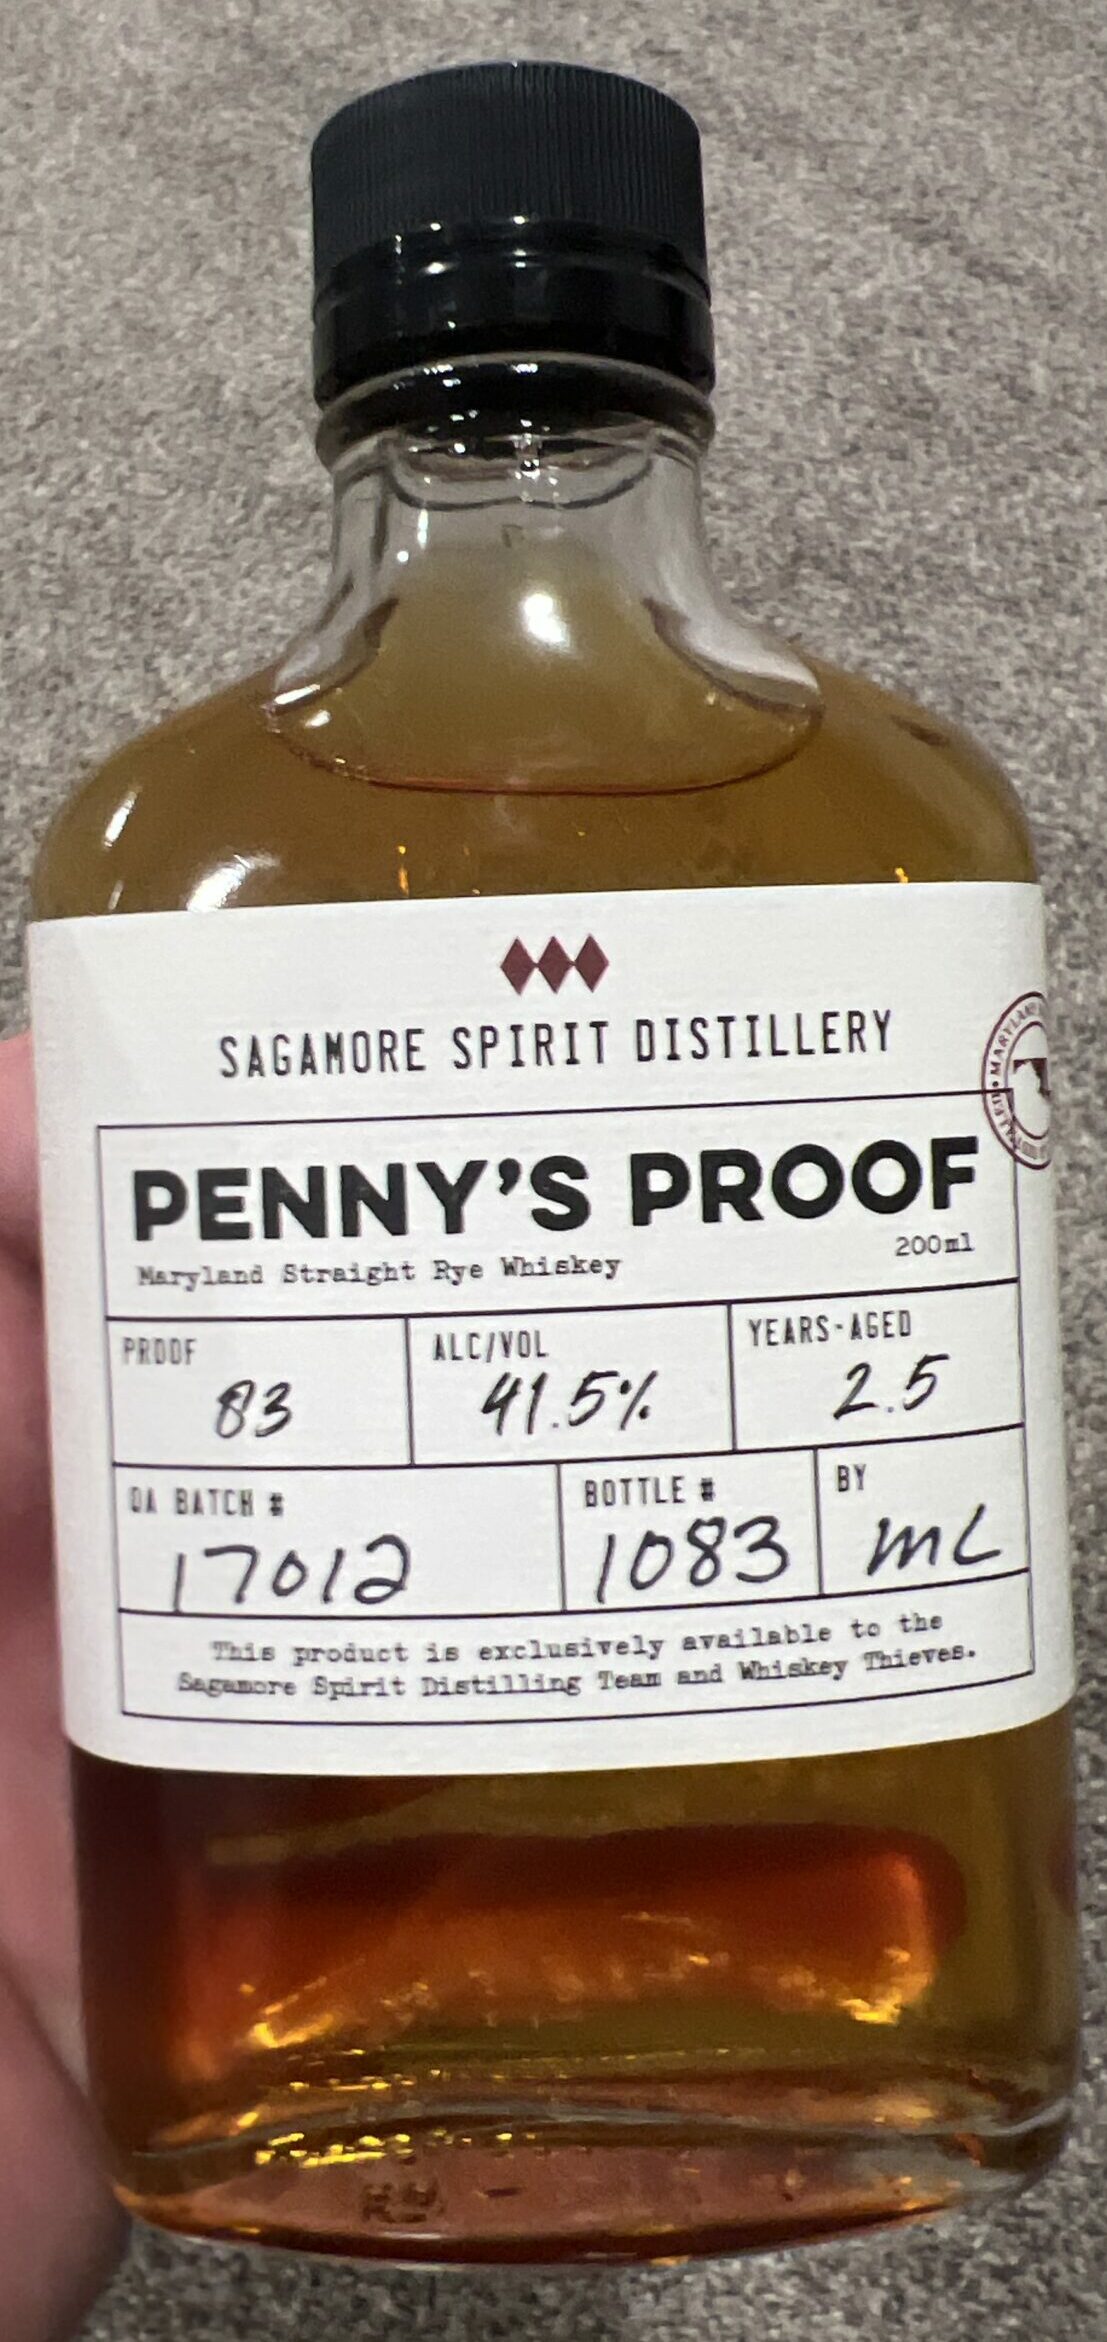 SAGAMORE SPIRIT DISTILLERY
PENNY'S PROOF
Maryland Straight Rye Whiskey
200ml
PROOF
83
ALC/VOL
41.5%
YEARS-AGED
2.5
QA BATCH #
17012
BOTTLE #
1083
BY
ML
This product is exclusively available to the
Sagamore Spirit Distilling Team and Whiskey Thieves.
MARYLAND